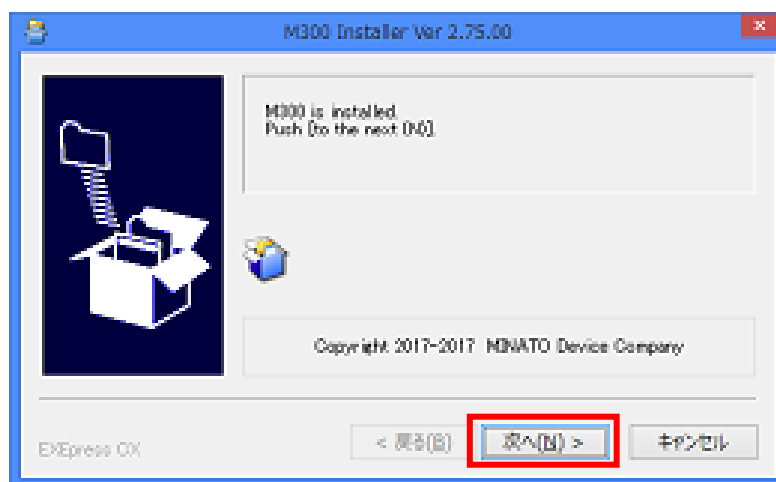 M300 Installer Ver 2.75.00
M300 is installed.
Push [to the next (N)].
Copyright 2017-2017 MINATO Device Company
EXEpress CX
< 戻る(B)
次へ(N) >
キャンセル